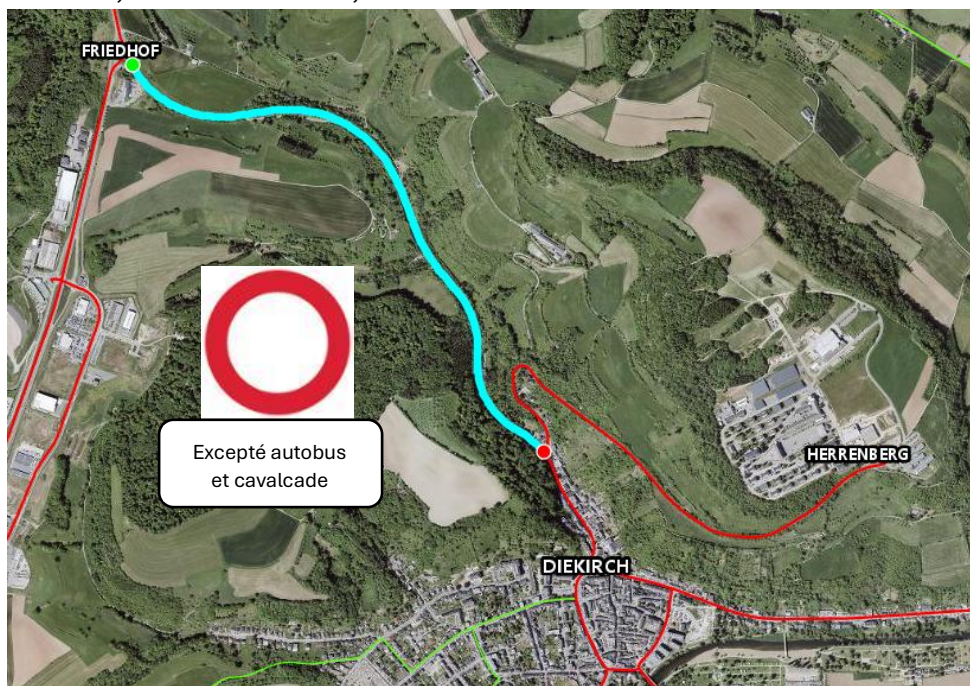 FRIEDHOF
Excepté autobus
et cavalcade
HERRENBERG
DIEKIRCH